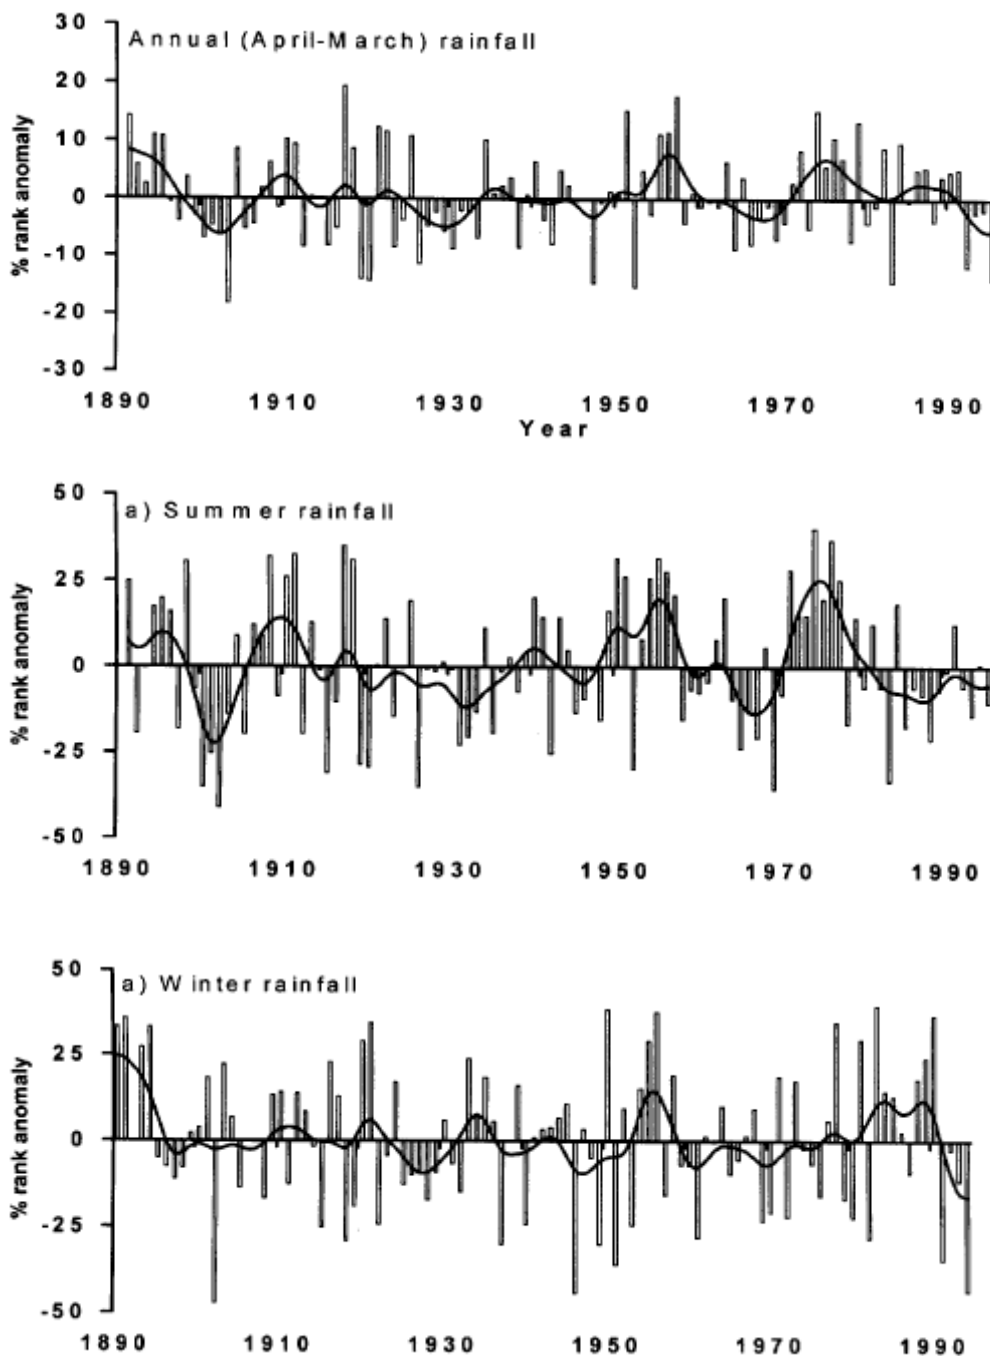 30
Annual (April-March) rainfall
20
10
0
-10
-20
-30
% rank anomaly
1890 1910 1930 1950 1970 1990
Year
50
a) Summer rainfall
25
0
-25
-50
% rank anomaly
1890 1910 1930 1950 1970 1990
50
a) Winter rainfall
25
0
-25
-50
% rank anomaly
1890 1910 1930 1950 1970 1990